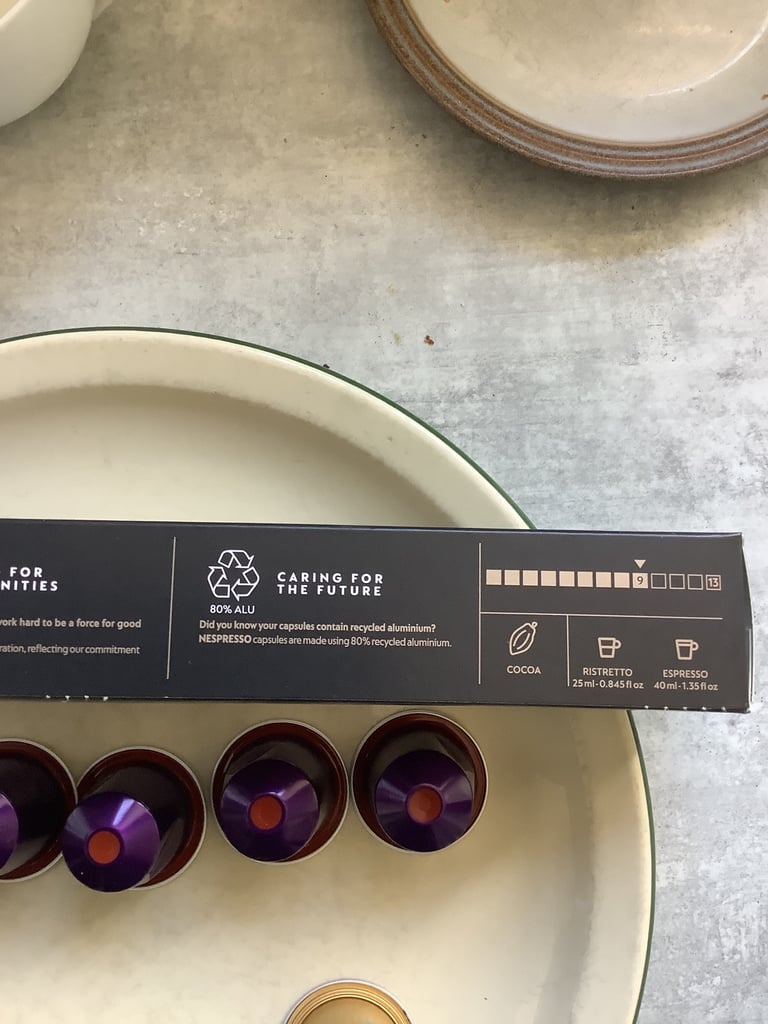 FOR
NITIES
work hard to be a force for good
ration, reflecting our commitment
80% ALU
CARING FOR
THE FUTURE
Did you know your capsules contain recycled aluminium?
NESPRESSO capsules are made using 80% recycled aluminium.
9 13
COCOA
RISTRETTO
25 ml - 0.845 fl oz
ESPRESSO
40 ml - 1.35 fl oz